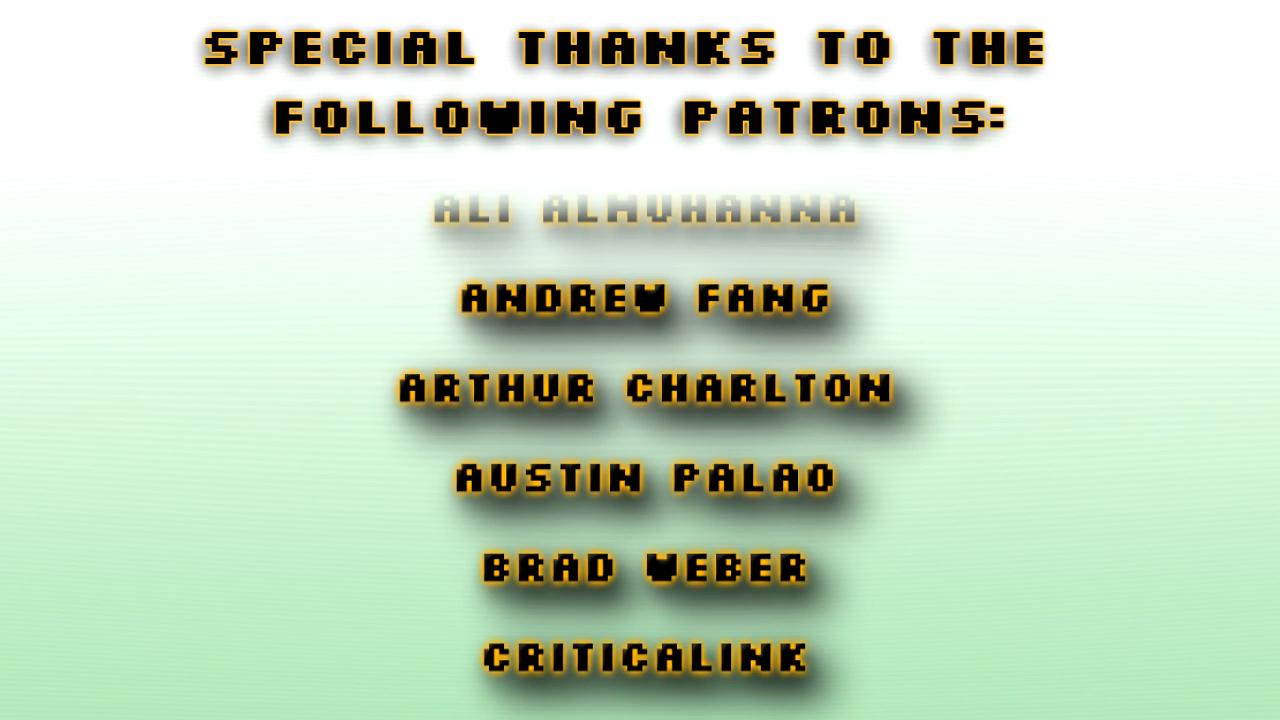 SPECIAL THANKS TO THE
FOLLOWING PATRONS:
ALI ALMUHANNA
ANDREW FANG
ARTHUR CHARLTON
AUSTIN PALAO
BRAD WEBER
CRITICALINK